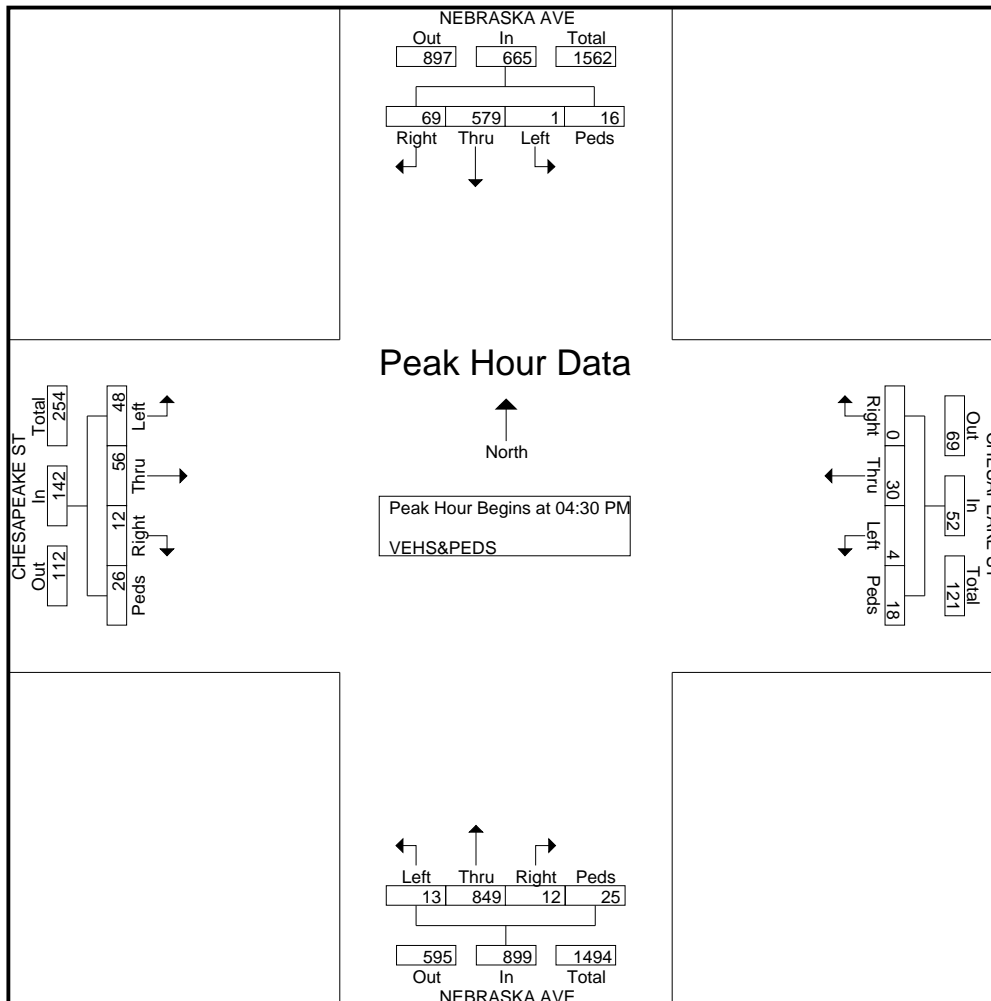 NEBRASKA AVE
Out In Total
897 665 1562
69 579 1 16
Right Thru Left Peds
Peak Hour Data
North
Peak Hour Begins at 04:30 PM
VEHS&PEDS
CHESAPEAKE ST
Total In Out
254 142 112
48 56 12 26
Left Thru Right Peds
Right Thru Left Peds
0 30 4 18
Out In Total
69 52 121
Left Thru Right Peds
13 849 12 25
595 899 1494
Out In Total
NEBRASKA AVE